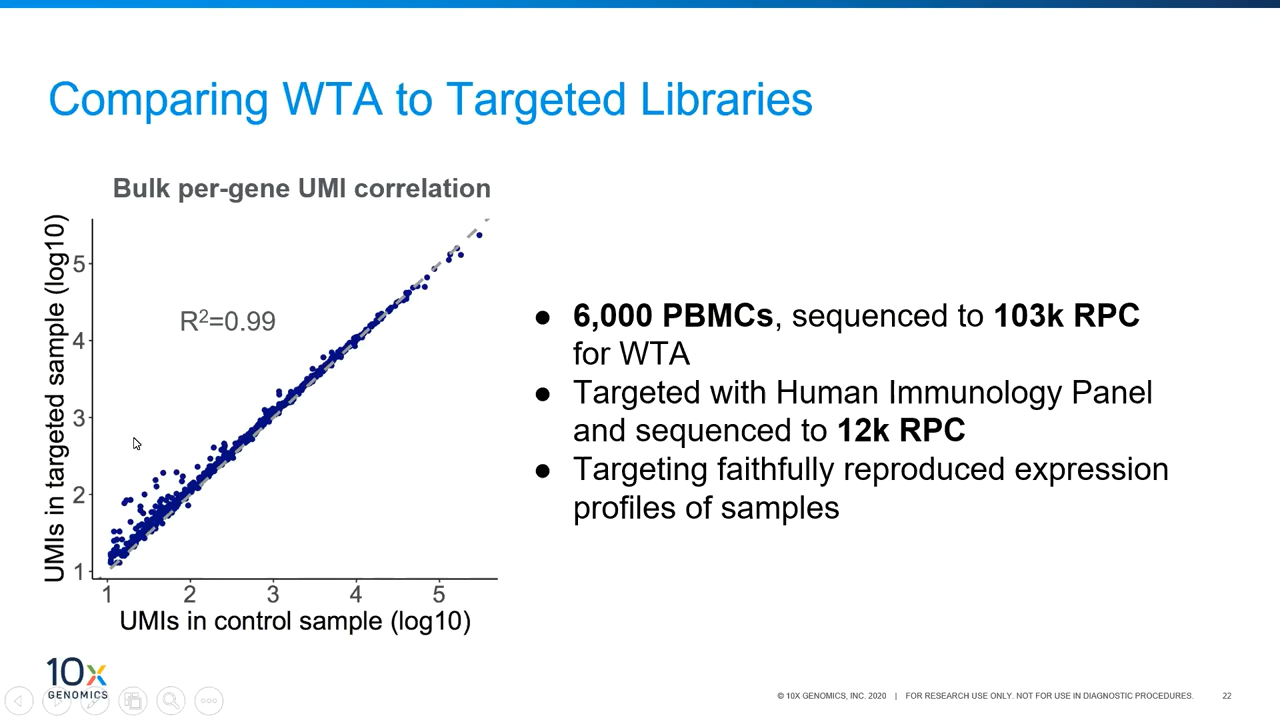 Comparing WTA to Targeted Libraries
Bulk per-gene UMI correlation
UMIs in targeted sample (log10)
5
4
3
2
1
R²=0.99
1 2 3 4 5
UMIs in control sample (log10)
● 6,000 PBMCs, sequenced to 103k RPC
for WTA
● Targeted with Human Immunology Panel
and sequenced to 12k RPC
● Targeting faithfully reproduced expression
profiles of samples
10x
GENOMICS
© 10X GENOMICS, INC. 2020 | FOR RESEARCH USE ONLY. NOT FOR USE IN DIAGNOSTIC PROCEDURES. 22